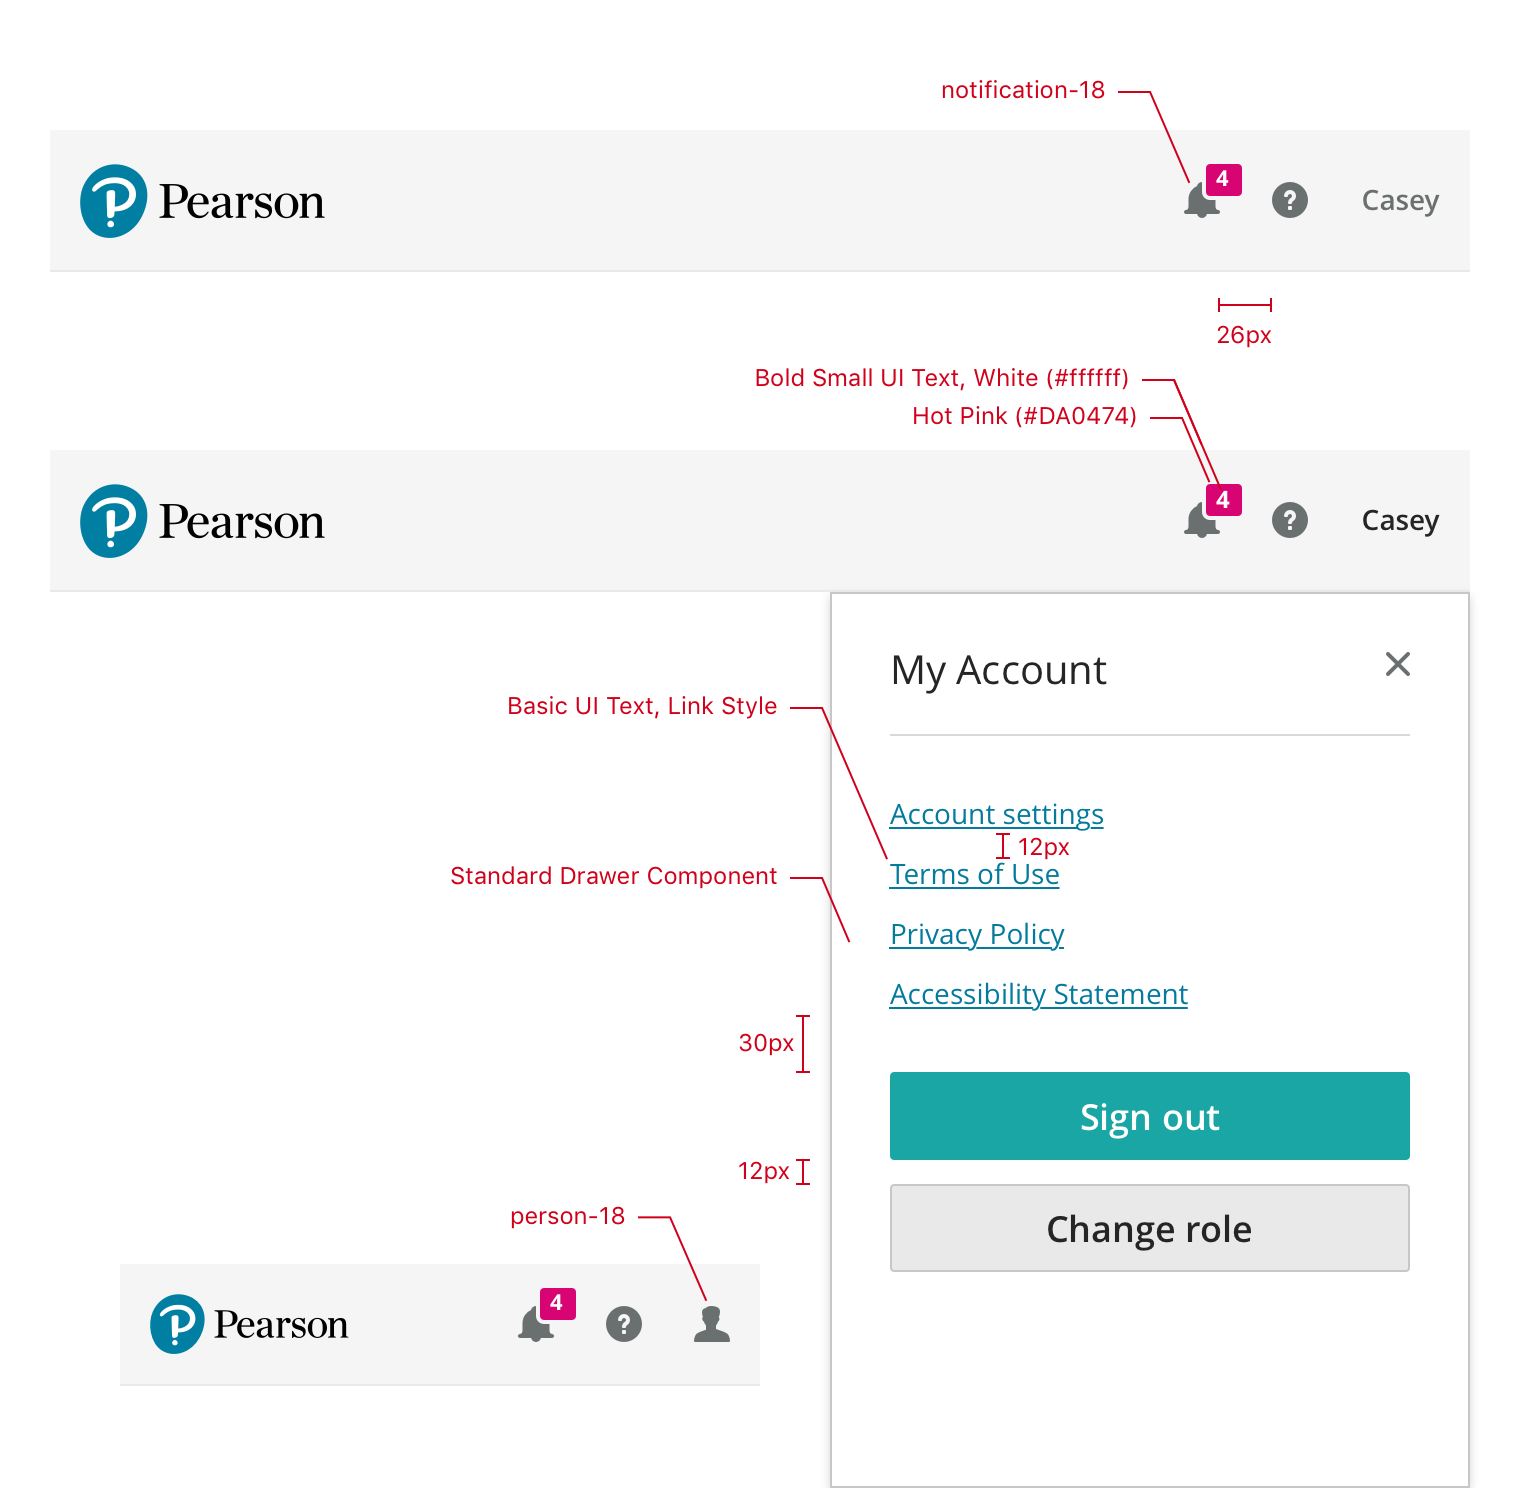 notification-18
Pearson
4
?
Casey
26px
Bold Small UI Text, White (#ffffff)
Hot Pink (#DA0474)
Pearson
4
?
Casey
My Account
Basic UI Text, Link Style
Account settings
12px
Terms of Use
Standard Drawer Component
Privacy Policy
Accessibility Statement
30px
Sign out
12px
person-18
Change role
Pearson
4
?